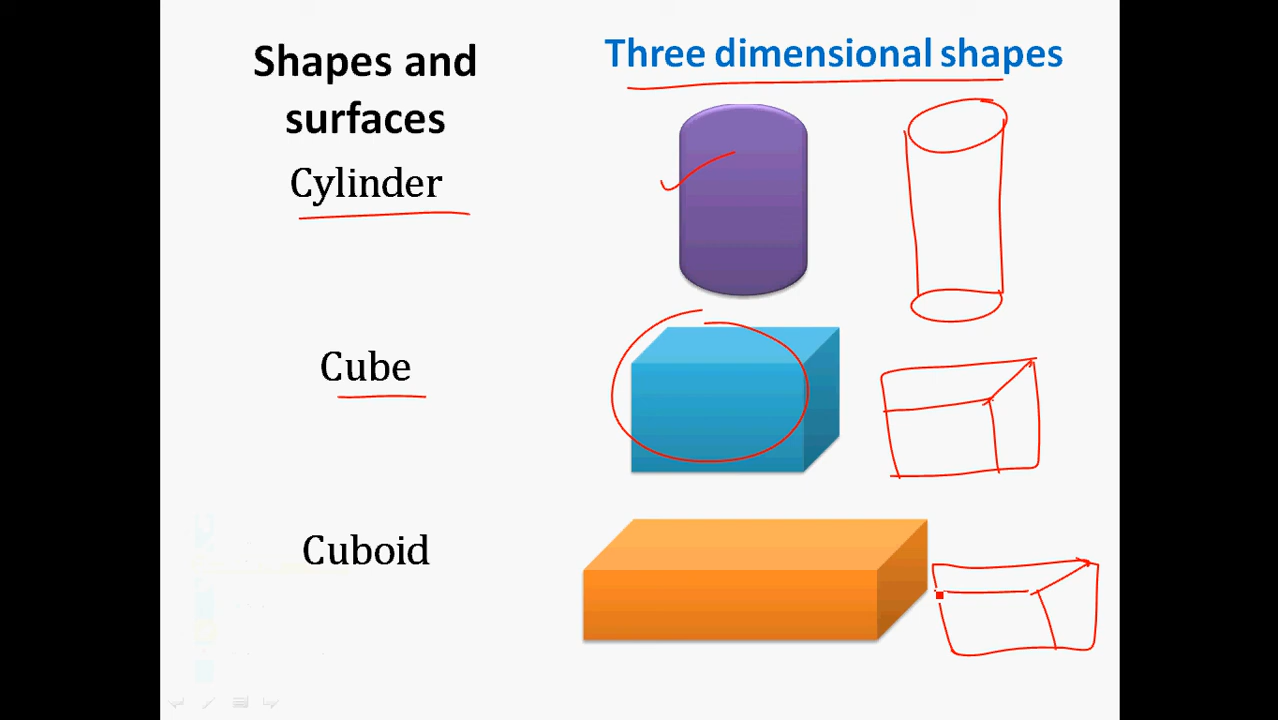 Shapes and
surfaces
Three dimensional shapes
Cylinder
Cube
Cuboid